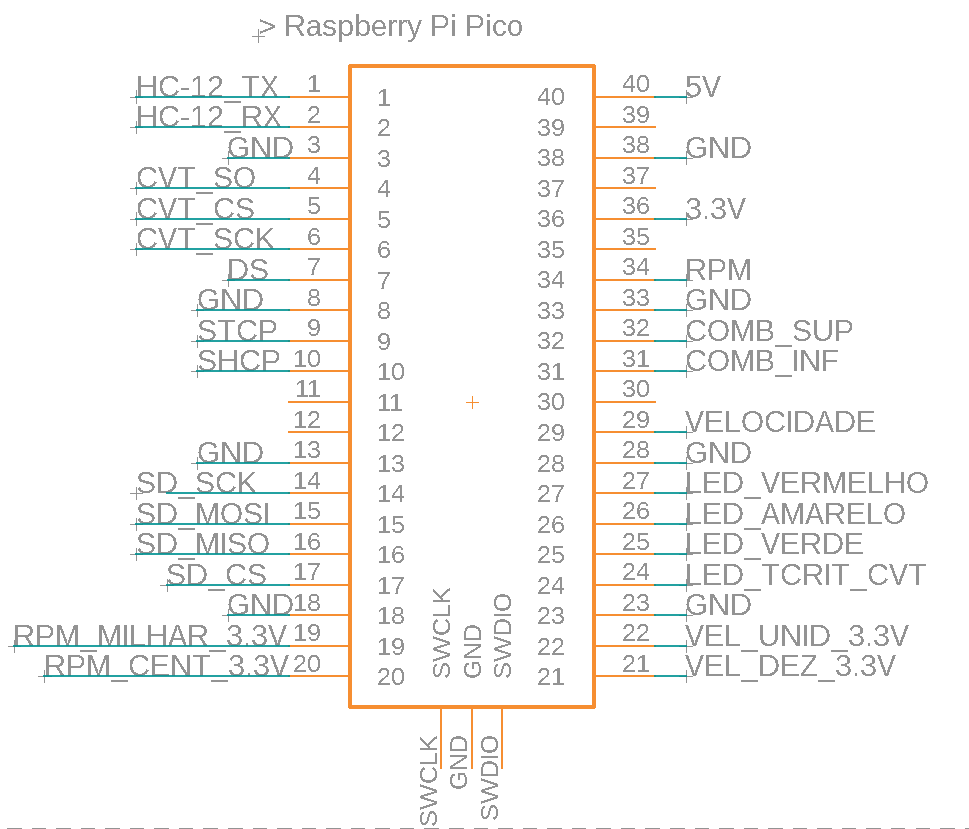 > Raspberry Pi Pico
HC-12_TX 1 1 40 40 5V
HC-12_RX 2 2 39 39
GND 3 3 38 38 GND
CVT_SO 4 4 37 37
CVT_CS 5 5 36 36 3.3V
CVT_SCK 6 6 35 35
DS 7 7 34 34 RPM
GND 8 8 33 33 GND
STCP 9 9 32 32 COMB_SUP
SHCP 10 10 31 31 COMB_INF
11 11 30 30
12 12 29 29 VELOCIDADE
GND 13 13 28 28 GND
SD_SCK 14 14 27 27 LED_VERMELHO
SD_MOSI 15 15 26 26 LED_AMARELO
SD_MISO 16 16 25 25 LED_VERDE
SD_CS 17 17 24 24 LED_TCRIT_CVT
GND 18 18 23 23 GND
RPM_MILHAR_3.3V 19 19 22 22 VEL_UNID_3.3V
RPM_CENT_3.3V 20 20 21 21 VEL_DEZ_3.3V
SWCLK GND SWDIO
SWCLK GND SWDIO